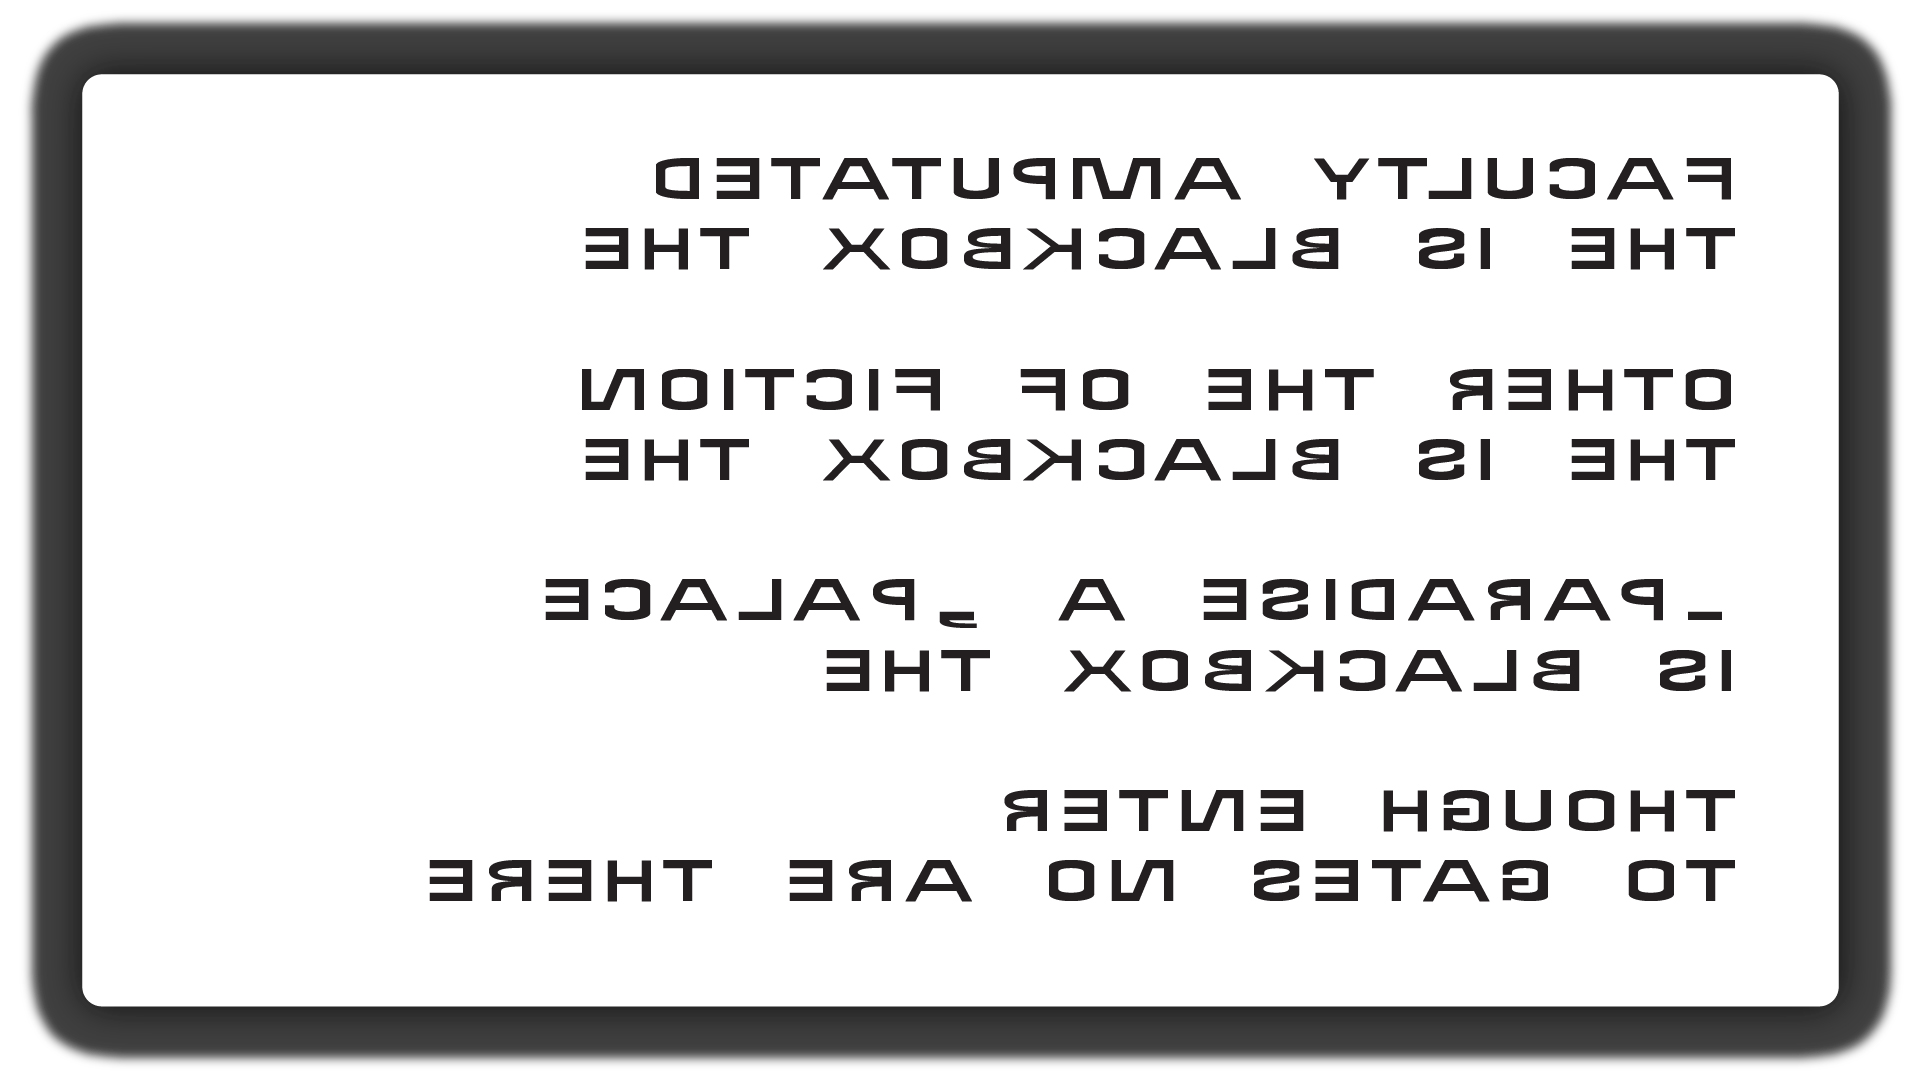 FACULTY AMPUTATED
THE IS BLACKBOX THE
OTHER THE OF FICTION
THE IS BLACKBOX THE
.PARADISE A ,PALACE
IS BLACKBOX THE
THOUGH ENTER
TO GATES NO ARE THERE